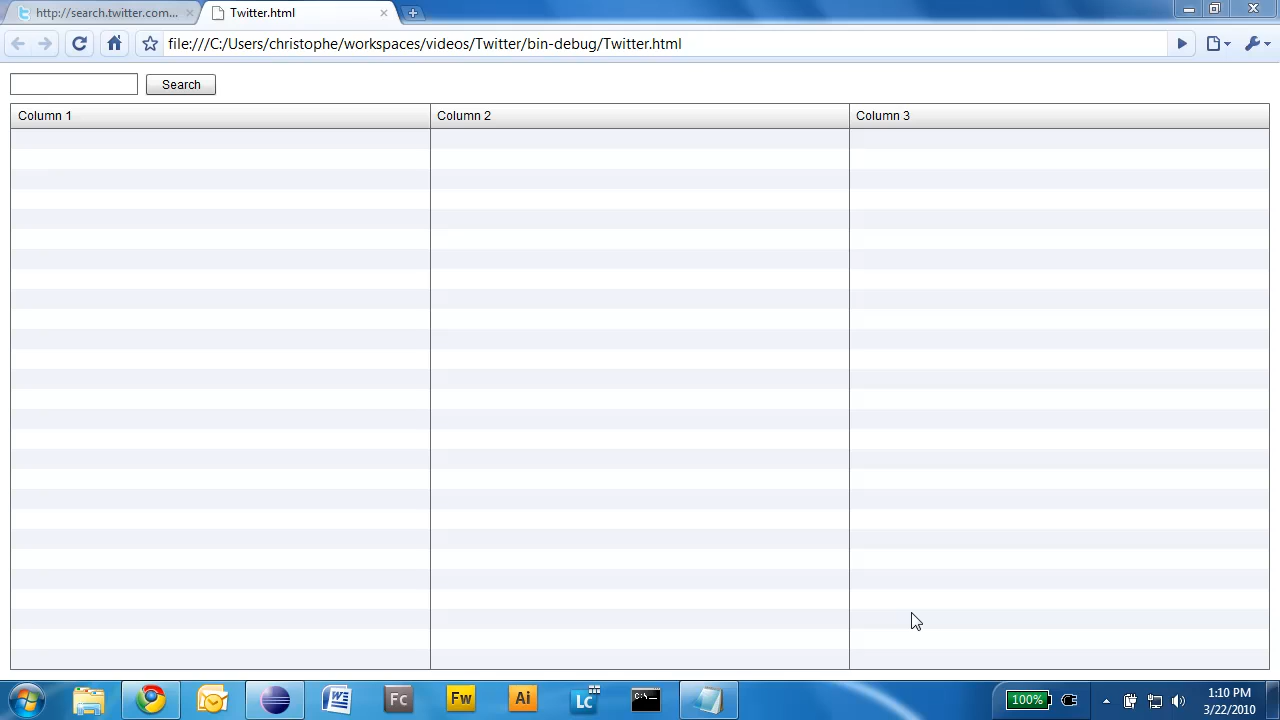 http://search.twitter.com...
Twitter.html
file:///C:/Users/christophe/workspaces/videos/Twitter/bin-debug/Twitter.html
Search
Column 1
Column 2
Column 3
Fc
Fw
Ai
Lc
C:\
100%
1:10 PM
3/22/2010